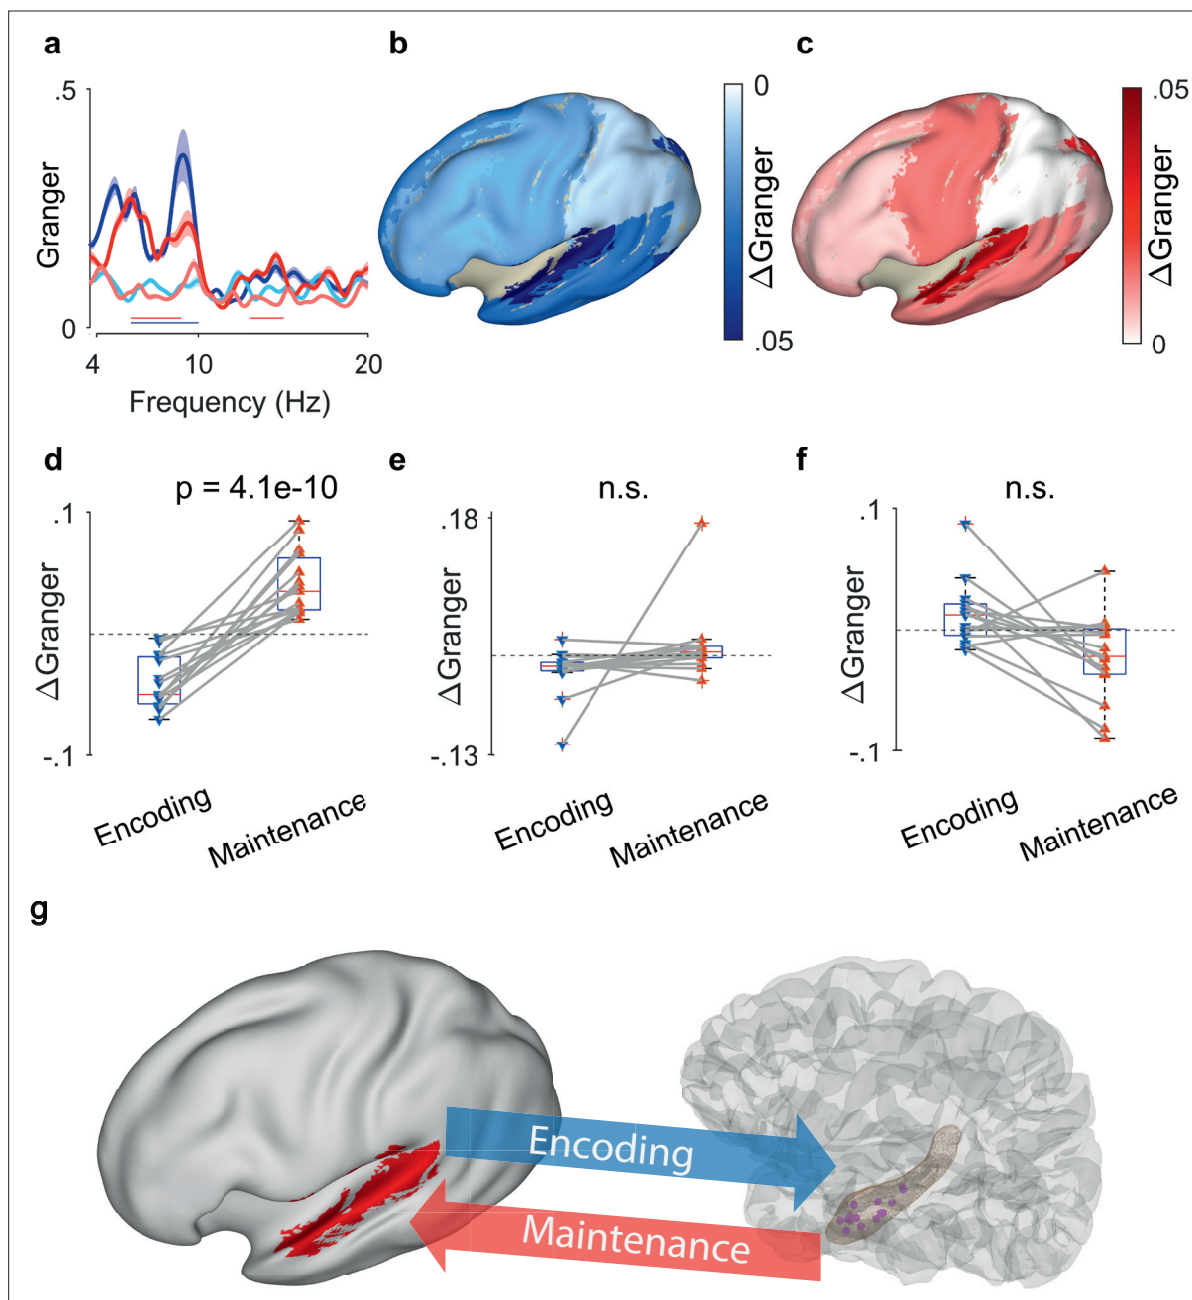 a
.5
Granger
0
4
10
20
Frequency (Hz)
b
0
ΔGranger
.05
c
.05
ΔGranger
0
d
p = 4.1e-10
.1
ΔGranger
-.1
Encoding
Maintenance
e
n.s.
.18
ΔGranger
-.13
Encoding
Maintenance
f
n.s.
.1
ΔGranger
-.1
Encoding
Maintenance
g
Encoding
Maintenance